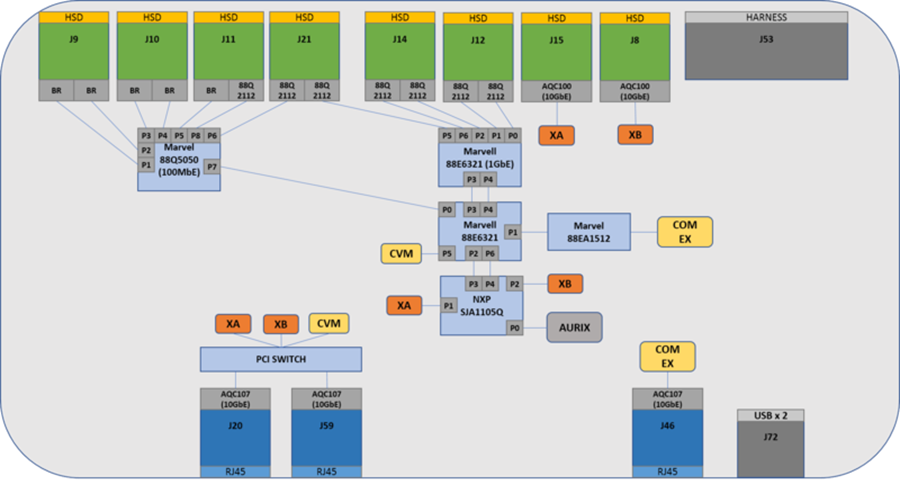 HSD HSD HSD HSD HSD HSD HSD HSD HARNESS
J9 J10 J11 J21 J14 J12 J15 J8 J53
BR BR BR BR BR 88Q 88Q 88Q 88Q 88Q 88Q 88Q AQC100 AQC100
2112 2112 2112 2112 2112 2112 2112 (10GbE) (10GbE)
P3 P4 P5 P8 P6 P5 P6 P2 P1 P0 XA XB
P2 Marvel Marvell
P1 88Q5050 P7 88E6321 (1GbE)
(100MbE) P3 P4
P0 P3 P4
Marvell P1 Marvel COM
88E6321 88EA1512 EX
CVM P5 P2 P6
P3 P4 P2 XB
XA P1 NXP
SJA1105Q
P0 AURIX
XA XB CVM
PCI SWITCH COM
EX
AQC107 AQC107 AQC107
(10GbE) (10GbE) (10GbE)
J20 J59 J46 USB x 2
J72
RJ45 RJ45 RJ45